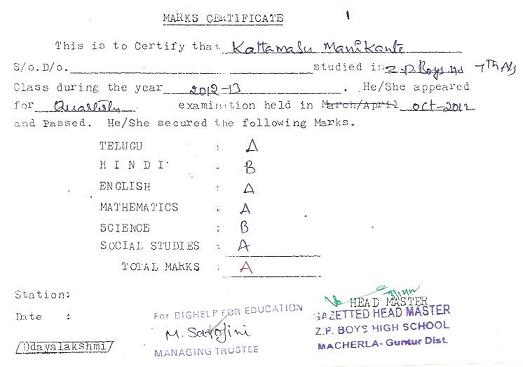 MARKS CERTIFICATE
This is to Certify that Kattamasu Manikanta
S/o.D/o. studied in Z.P Boys HS 7th A/s
Class during the year 2012-13. He/She appeared
for Quarterly examination held in March/April oct-2012
and Passed. He/She secured the following Marks.
TELUGU : A
HINDI : B
ENGLISH : A
MATHEMATICS : A
SCIENCE : B
SOCIAL STUDIES : A
TOTAL MARKS : A
Station:
HEAD MASTER
Date :
For BIGHELP FOR EDUCATION
GAZETTED HEAD MASTER
M. Sarojini
Z.P. BOYS HIGH SCHOOL
/Udayalakshmi/
MANAGING TRUSTEE
MACHERLA- Guntur Dist.